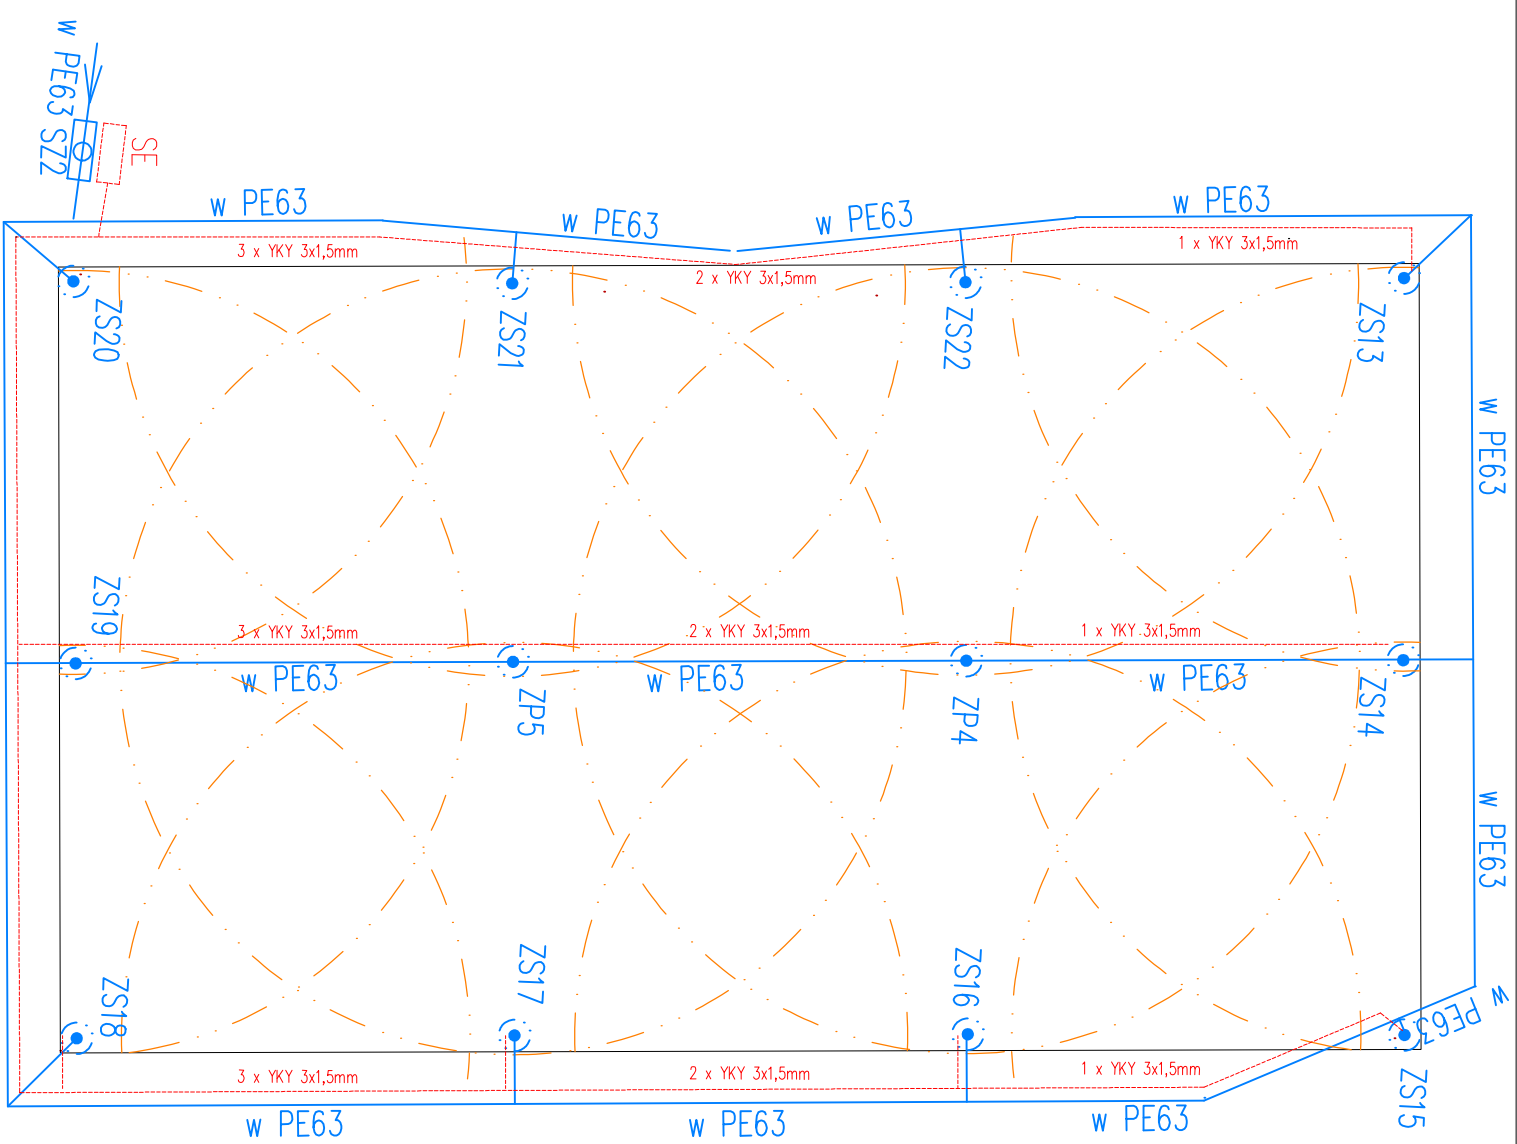 w PE63 SZ2
SE
w PE63
w PE63
w PE63
w PE63
3 x YKY 3x1,5mm
2 x YKY 3x1,5mm
1 x YKY 3x1,5mm
ZS20
ZS21
ZS22
ZS13
w PE63
ZS19
3 x YKY 3x1,5mm
2 x YKY 3x1,5mm
1 x YKY 3x1,5mm
w PE63
w PE63
w PE63
ZP5
ZP4
ZS14
w PE63
ZS18
ZS17
ZS16
w PE63
3 x YKY 3x1,5mm
2 x YKY 3x1,5mm
1 x YKY 3x1,5mm
ZS15
w PE63
w PE63
w PE63